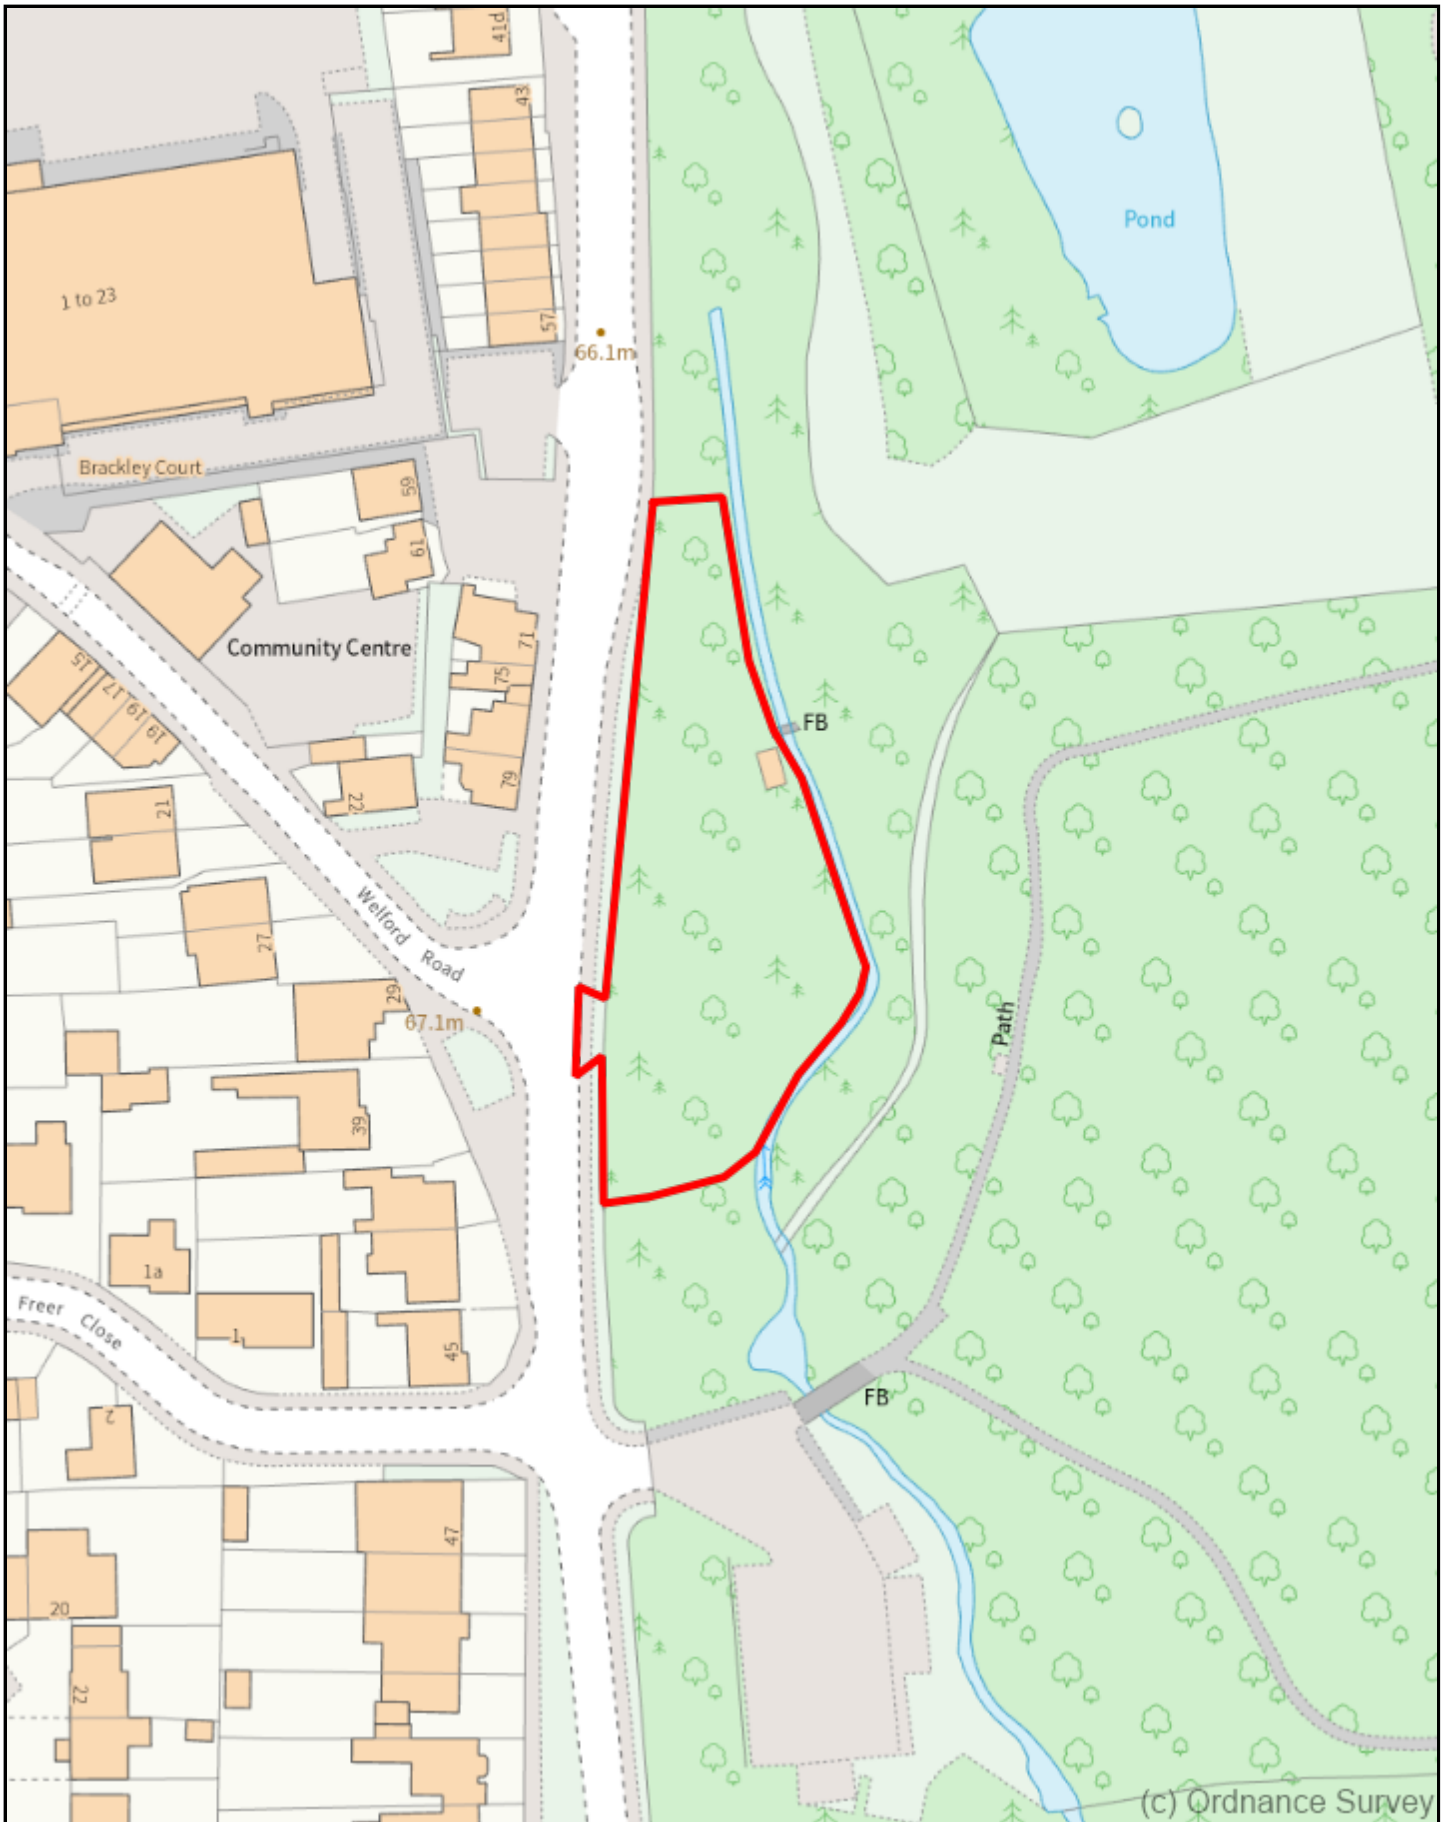 41d
43
Pond
1 to 23
57
66.1m
Brackley Court
59
61
Community Centre
71
75
15
17
19
19
FB
79
22
21
Welford Road
27
29
67.1m
Path
39
1a
Freer Close
1
45
FB
2
47
20
22
(c) Ordnance Survey